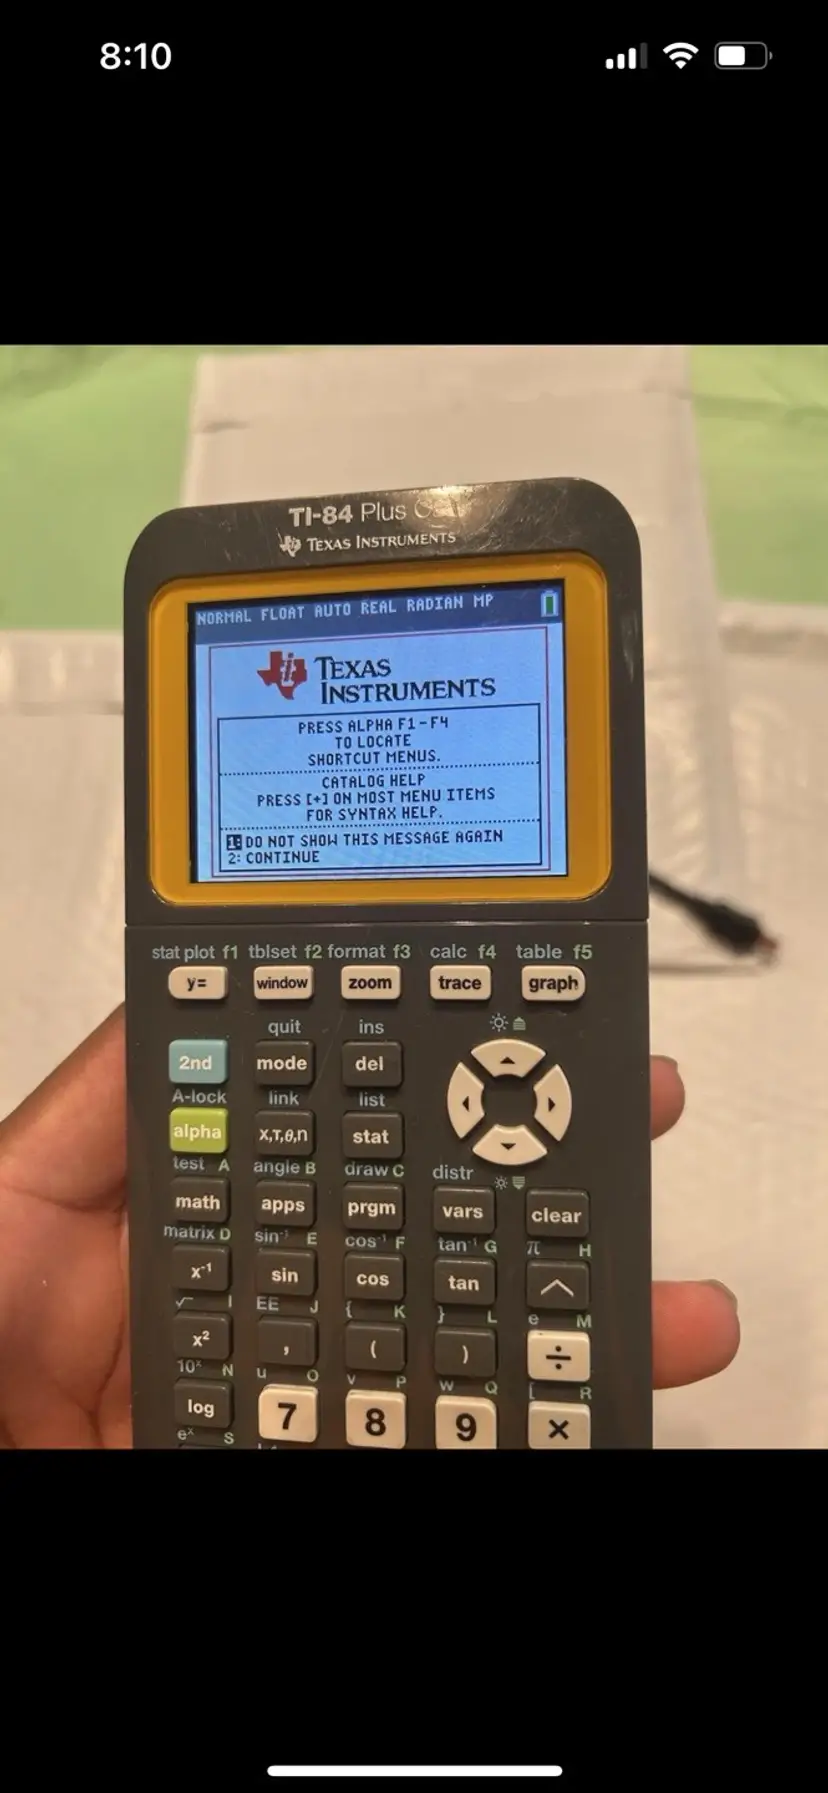 8:10
TI-84 Plus
TEXAS INSTRUMENTS
NORMAL FLOAT AUTO REAL RADIAN MP
TEXAS
INSTRUMENTS
PRESS ALPHA F1-F4
TO LOCATE
SHORTCUT MENUS.
CATALOG HELP
PRESS [+] ON MOST MENU ITEMS
FOR SYNTAX HELP.
1: DO NOT SHOW THIS MESSAGE AGAIN
2: CONTINUE
stat plot f1 tblset f2 format f3 calc f4 table f5
y= window zoom trace graph
quit ins
2nd mode del
A-lock link list
alpha X,T,θ,n stat
test A angle B draw C distr
math apps prgm vars clear
matrix D sin⁻¹ E cos⁻¹ F tan⁻¹ G π H
x⁻¹ sin cos tan ^
√ I EE J { K } L e M
x² , ( ) ÷
10ˣ N u O v P w Q [ R
log 7 8 9 ×
eˣ S